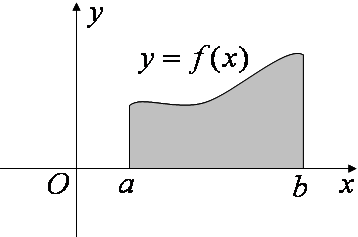 y
y = f(x)
O a b x